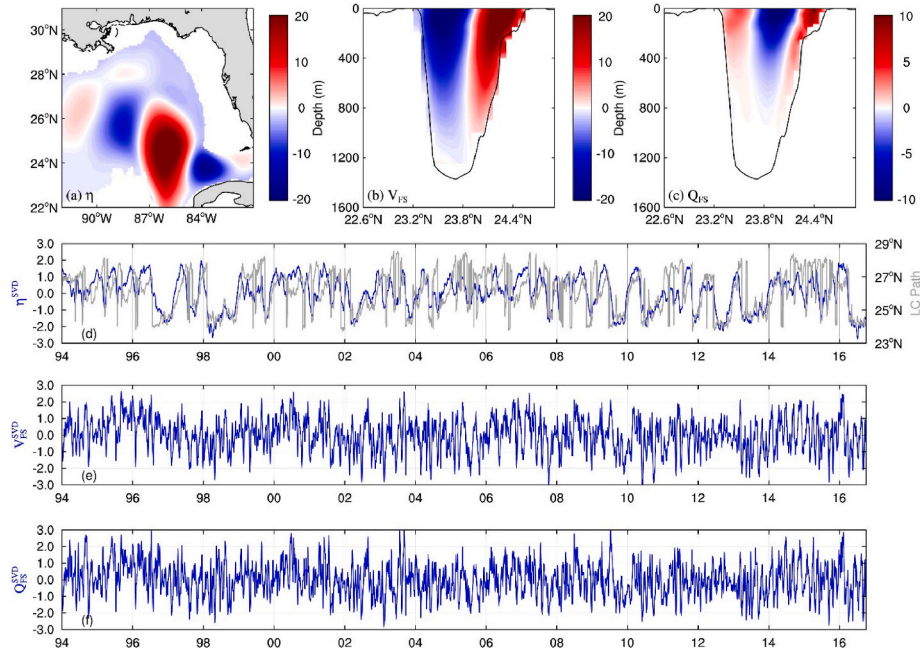 30°N
28°N
26°N
24°N
22°N
90°W
87°W
84°W
(a) η
20
10
0
-10
-20
Depth (m)
0
400
800
1200
1600
22.6°N
23.2°N
23.8°N
24.4°N
(b) V_FS
20
10
0
-10
-20
Depth (m)
0
400
800
1200
1600
22.6°N
23.2°N
23.8°N
24.4°N
(c) Q_FS
10
5
0
-5
-10
3.0
2.0
1.0
0.0
-1.0
-2.0
-3.0
η^SVD
(d)
29°N
27°N
25°N
23°N
LC Path
94 96 98 00 02 04 06 08 10 12 14 16
3.0
2.0
1.0
0.0
-1.0
-2.0
-3.0
V_FS^SVD
(e)
94 96 98 00 02 04 06 08 10 12 14 16
3.0
2.0
1.0
0.0
-1.0
-2.0
-3.0
Q_FS^SVD
(f)
94 96 98 00 02 04 06 08 10 12 14 16